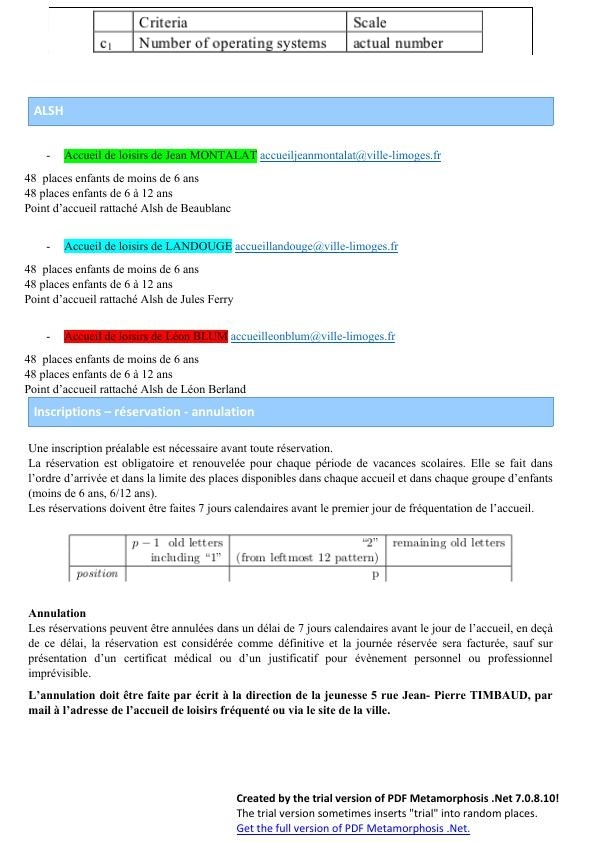 Criteria Scale
c1 Number of operating systems actual number
ALSH
- Accueil de loisirs de Jean MONTALAT accueiljeanmontalat@ville-limoges.fr
48 places enfants de moins de 6 ans
48 places enfants de 6 à 12 ans
Point d’accueil rattaché Alsh de Beaublanc
- Accueil de loisirs de LANDOUGE accueillandouge@ville-limoges.fr
48 places enfants de moins de 6 ans
48 places enfants de 6 à 12 ans
Point d’accueil rattaché Alsh de Jules Ferry
- Accueil de loisirs de Léon BLUM accueilleonblum@ville-limoges.fr
48 places enfants de moins de 6 ans
48 places enfants de 6 à 12 ans
Point d’accueil rattaché Alsh de Léon Berland
Inscriptions – réservation - annulation
Une inscription préalable est nécessaire avant toute réservation.
La réservation est obligatoire et renouvelée pour chaque période de vacances scolaires. Elle se fait dans
l’ordre d’arrivée et dans la limite des places disponibles dans chaque accueil et dans chaque groupe d’enfants
(moins de 6 ans, 6/12 ans).
Les réservations doivent être faites 7 jours calendaires avant le premier jour de fréquentation de l’accueil.
p − 1 old letters “2” remaining old letters
including “1” (from leftmost 12 pattern)
position p
Annulation
Les réservations peuvent être annulées dans un délai de 7 jours calendaires avant le jour de l’accueil, en deçà
de ce délai, la réservation est considérée comme définitive et la journée réservée sera facturée, sauf sur
présentation d’un certificat médical ou d’un justificatif pour évènement personnel ou professionnel
imprévisible.
L’annulation doit être faite par écrit à la direction de la jeunesse 5 rue Jean- Pierre TIMBAUD, par
mail à l’adresse de l’accueil de loisirs fréquenté ou via le site de la ville.
Created by the trial version of PDF Metamorphosis .Net 7.0.8.10!
The trial version sometimes inserts "trial" into random places.
Get the full version of PDF Metamorphosis .Net.